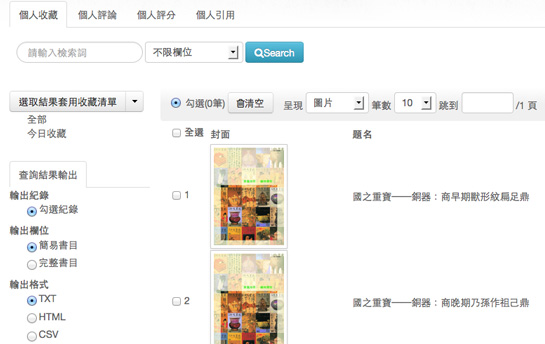 個人收藏 個人評論 個人評分 個人引用
請輸入檢索詞 不限欄位 Search
選取結果套用收藏清單
全部
今日收藏
查詢結果輸出
輸出紀錄
勾選紀錄
輸出欄位
簡易書目
完整書目
輸出格式
TXT
HTML
CSV
勾選(0筆) 清空 呈現 圖片 筆數 10 跳到 /1 頁
全選 封面 題名
1 國之重寶——銅器：商早期獸形紋扁足鼎
2 國之重寶——銅器：商晚期乃孫作祖己鼎